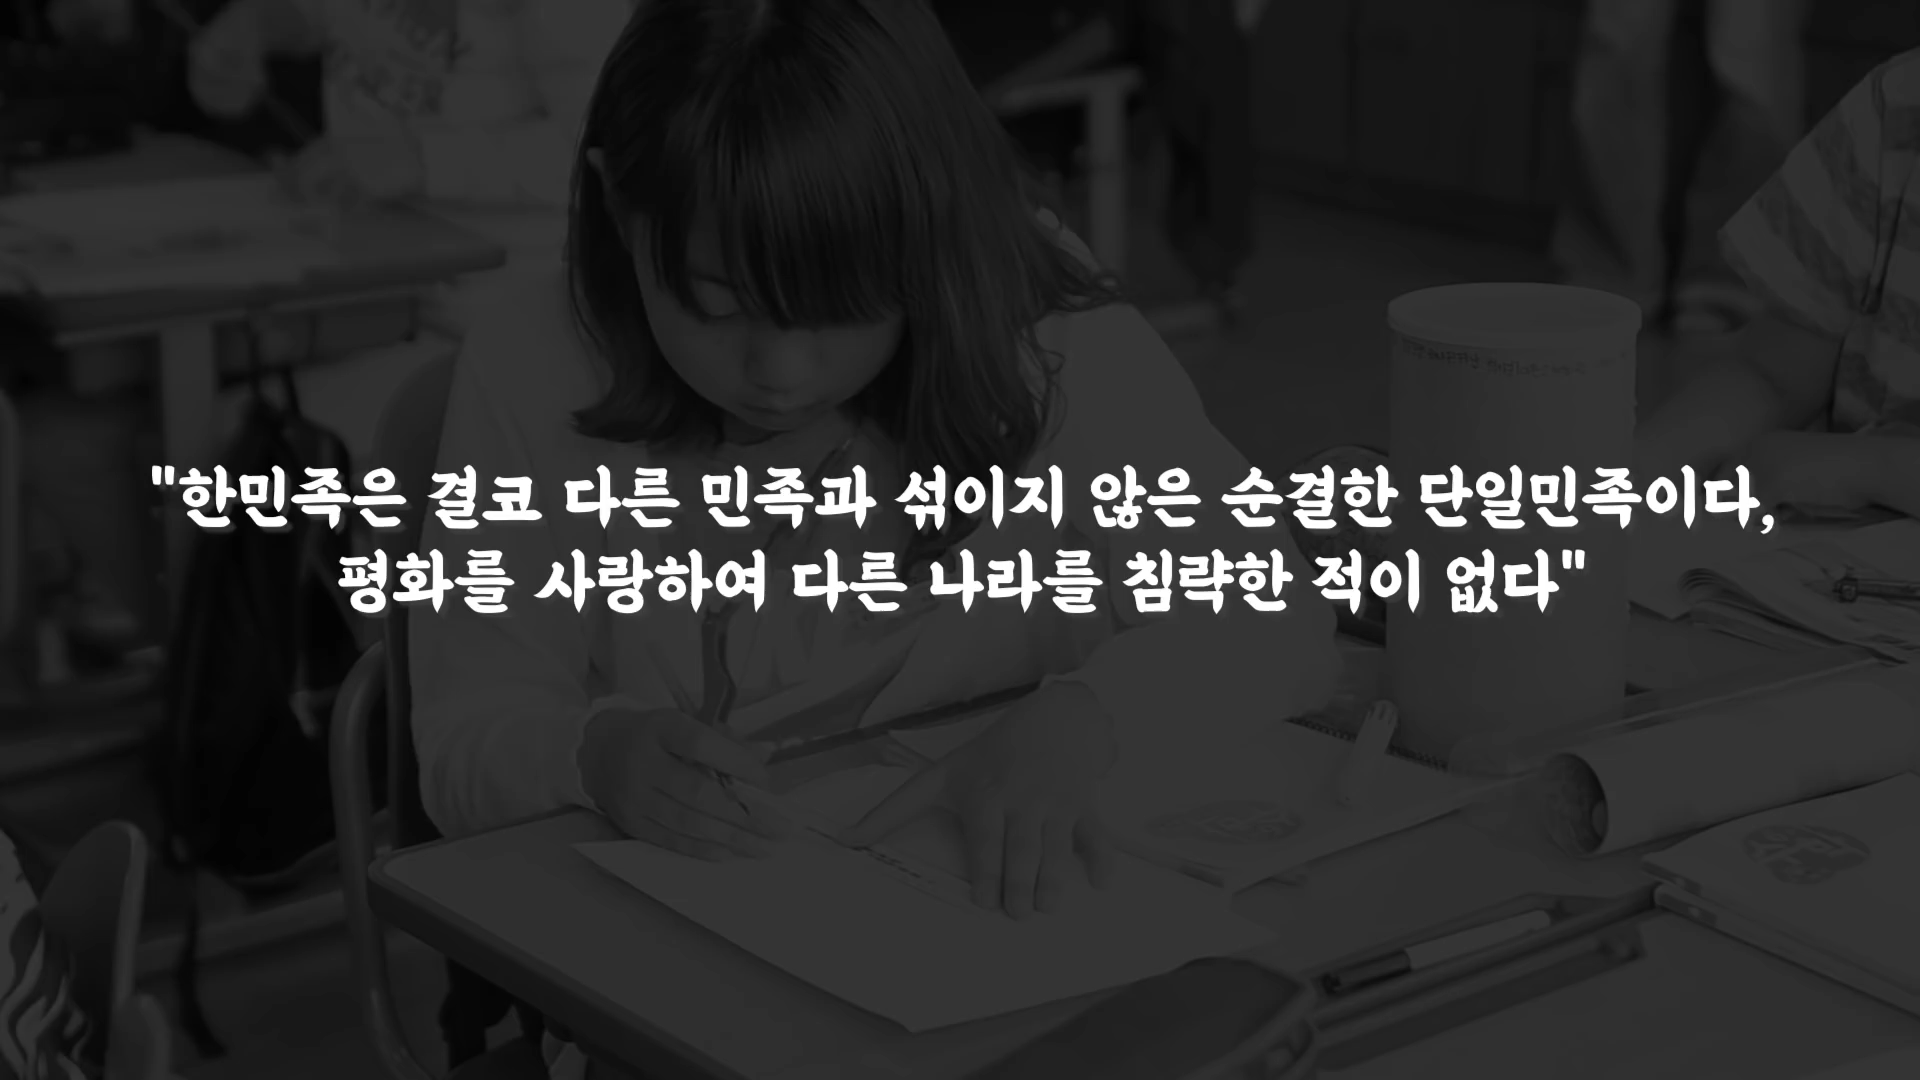 "한민족은 결코 다른 민족과 섞이지 않은 순결한 단일민족이다,
평화를 사랑하여 다른 나라를 침략한 적이 없다"